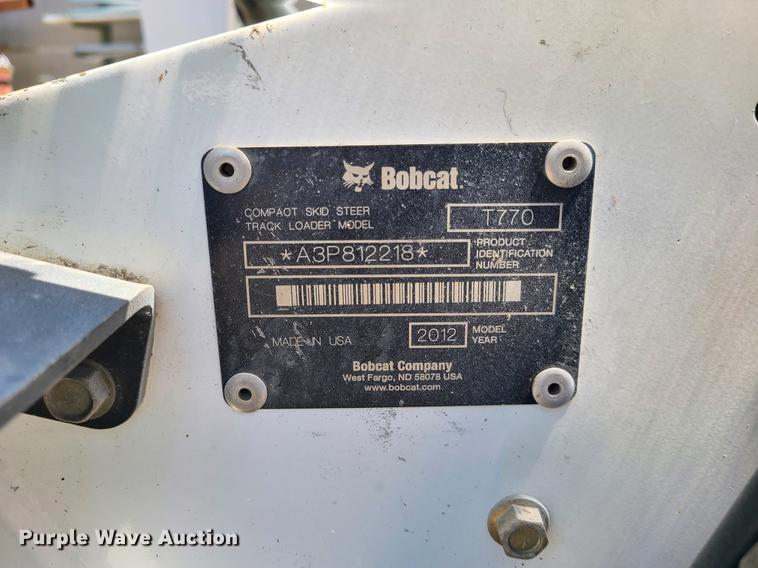 Bobcat
COMPACT SKID STEER
TRACK LOADER MODEL
T770
*A3P812218*
PRODUCT
IDENTIFICATION
NUMBER
MADE IN USA
2012
MODEL
YEAR
Bobcat Company
West Fargo, ND 58078 USA
www.bobcat.com
Purple Wave Auction